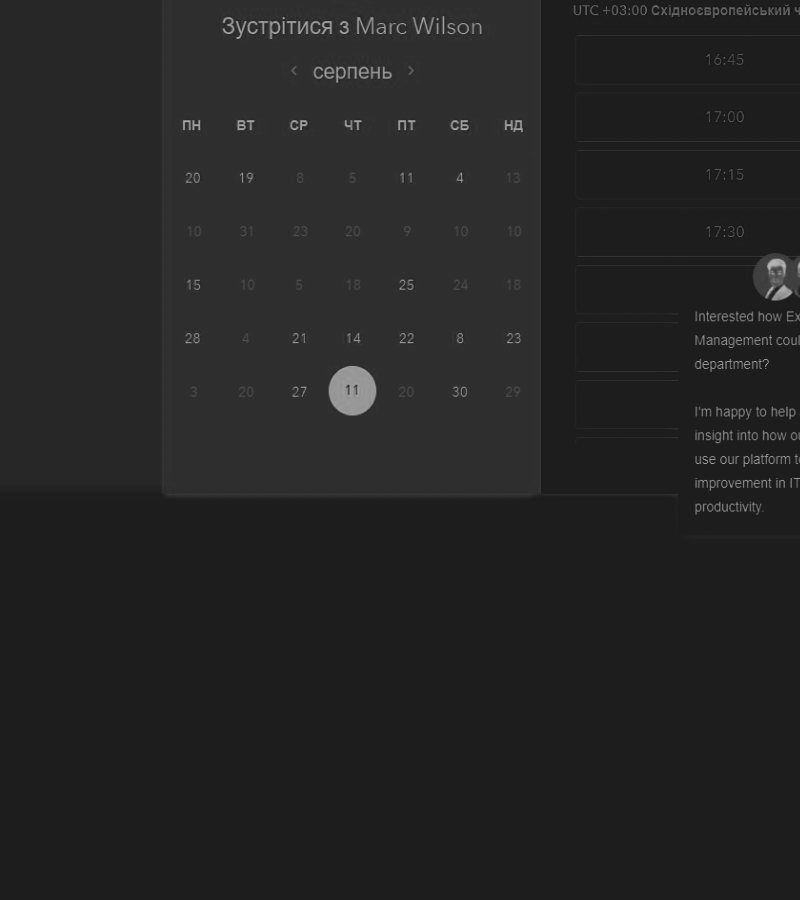 Зустрітися з Marc Wilson
‹ серпень ›
ПН ВТ СР ЧТ ПТ СБ НД
20 19 8 5 11 4 13
10 31 23 20 9 10 10
15 10 5 18 25 24 18
28 4 21 14 22 8 23
3 20 27 11 20 30 29
UTC +03:00 Східноєвропейський ч
16:45
17:00
17:15
17:30
Interested how Ex
Management coul
department?
I'm happy to help
insight into how ou
use our platform to
improvement in IT
productivity.